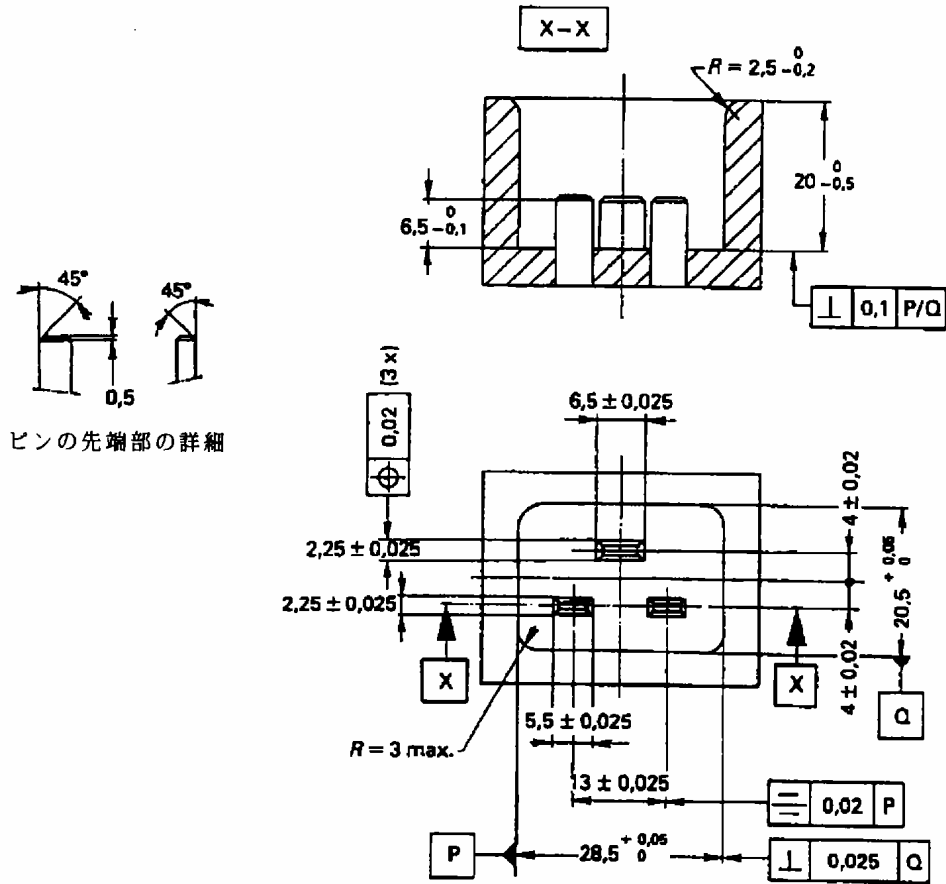 X-X
R = 2,5 0 -0,2
20 0 -0,5
6,5 0 -0,1
⊥ 0,1 P/Q
45°
45°
0,5
ピンの先端部の詳細
⌖ 0,02 (3x)
6,5 ± 0,025
4 ± 0,02
2,25 ± 0,025
2,25 ± 0,025
20,5 + 0,05 0
4 ± 0,02
X
X
Q
5,5 ± 0,025
R = 3 max.
13 ± 0,025
⌯ 0,02 P
P
28,5 + 0,05 0
⊥ 0,025 Q